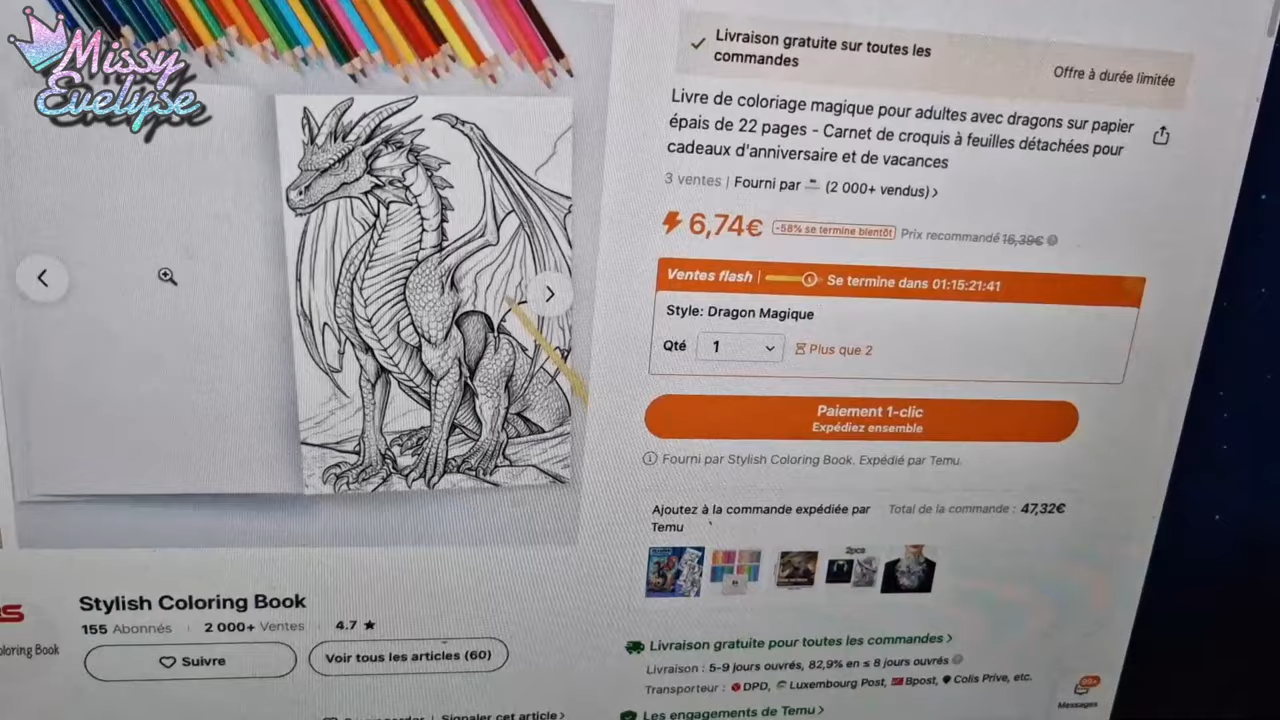 Missy
Evelyse
Livraison gratuite sur toutes les
commandes
Offre à durée limitée
Livre de coloriage magique pour adultes avec dragons sur papier
épais de 22 pages - Carnet de croquis à feuilles détachées pour
cadeaux d'anniversaire et de vacances
3 ventes | Fourni par (2 000+ vendus) >
6,74€ -58% se termine bientôt Prix recommandé 16,39€
Ventes flash | Se termine dans 01:15:21:41
Style: Dragon Magique
Qté 1 Plus que 2
Paiement 1-clic
Expédiez ensemble
Fourni par Stylish Coloring Book. Expédié par Temu.
Ajoutez à la commande expédiée par
Temu
Total de la commande : 47,32€
2pcs
Stylish Coloring Book
155 Abonnés 2 000+ Ventes 4.7 ★
oloring Book
Suivre
Voir tous les articles (60)
Signaler cet article >
Livraison gratuite pour toutes les commandes >
Livraison : 5-9 jours ouvrés, 82,9% en ≤ 8 jours ouvrés
Transporteur : DPD, Luxembourg Post, Bpost, Colis Prive, etc.
Les engagements de Temu >
99+
Messages